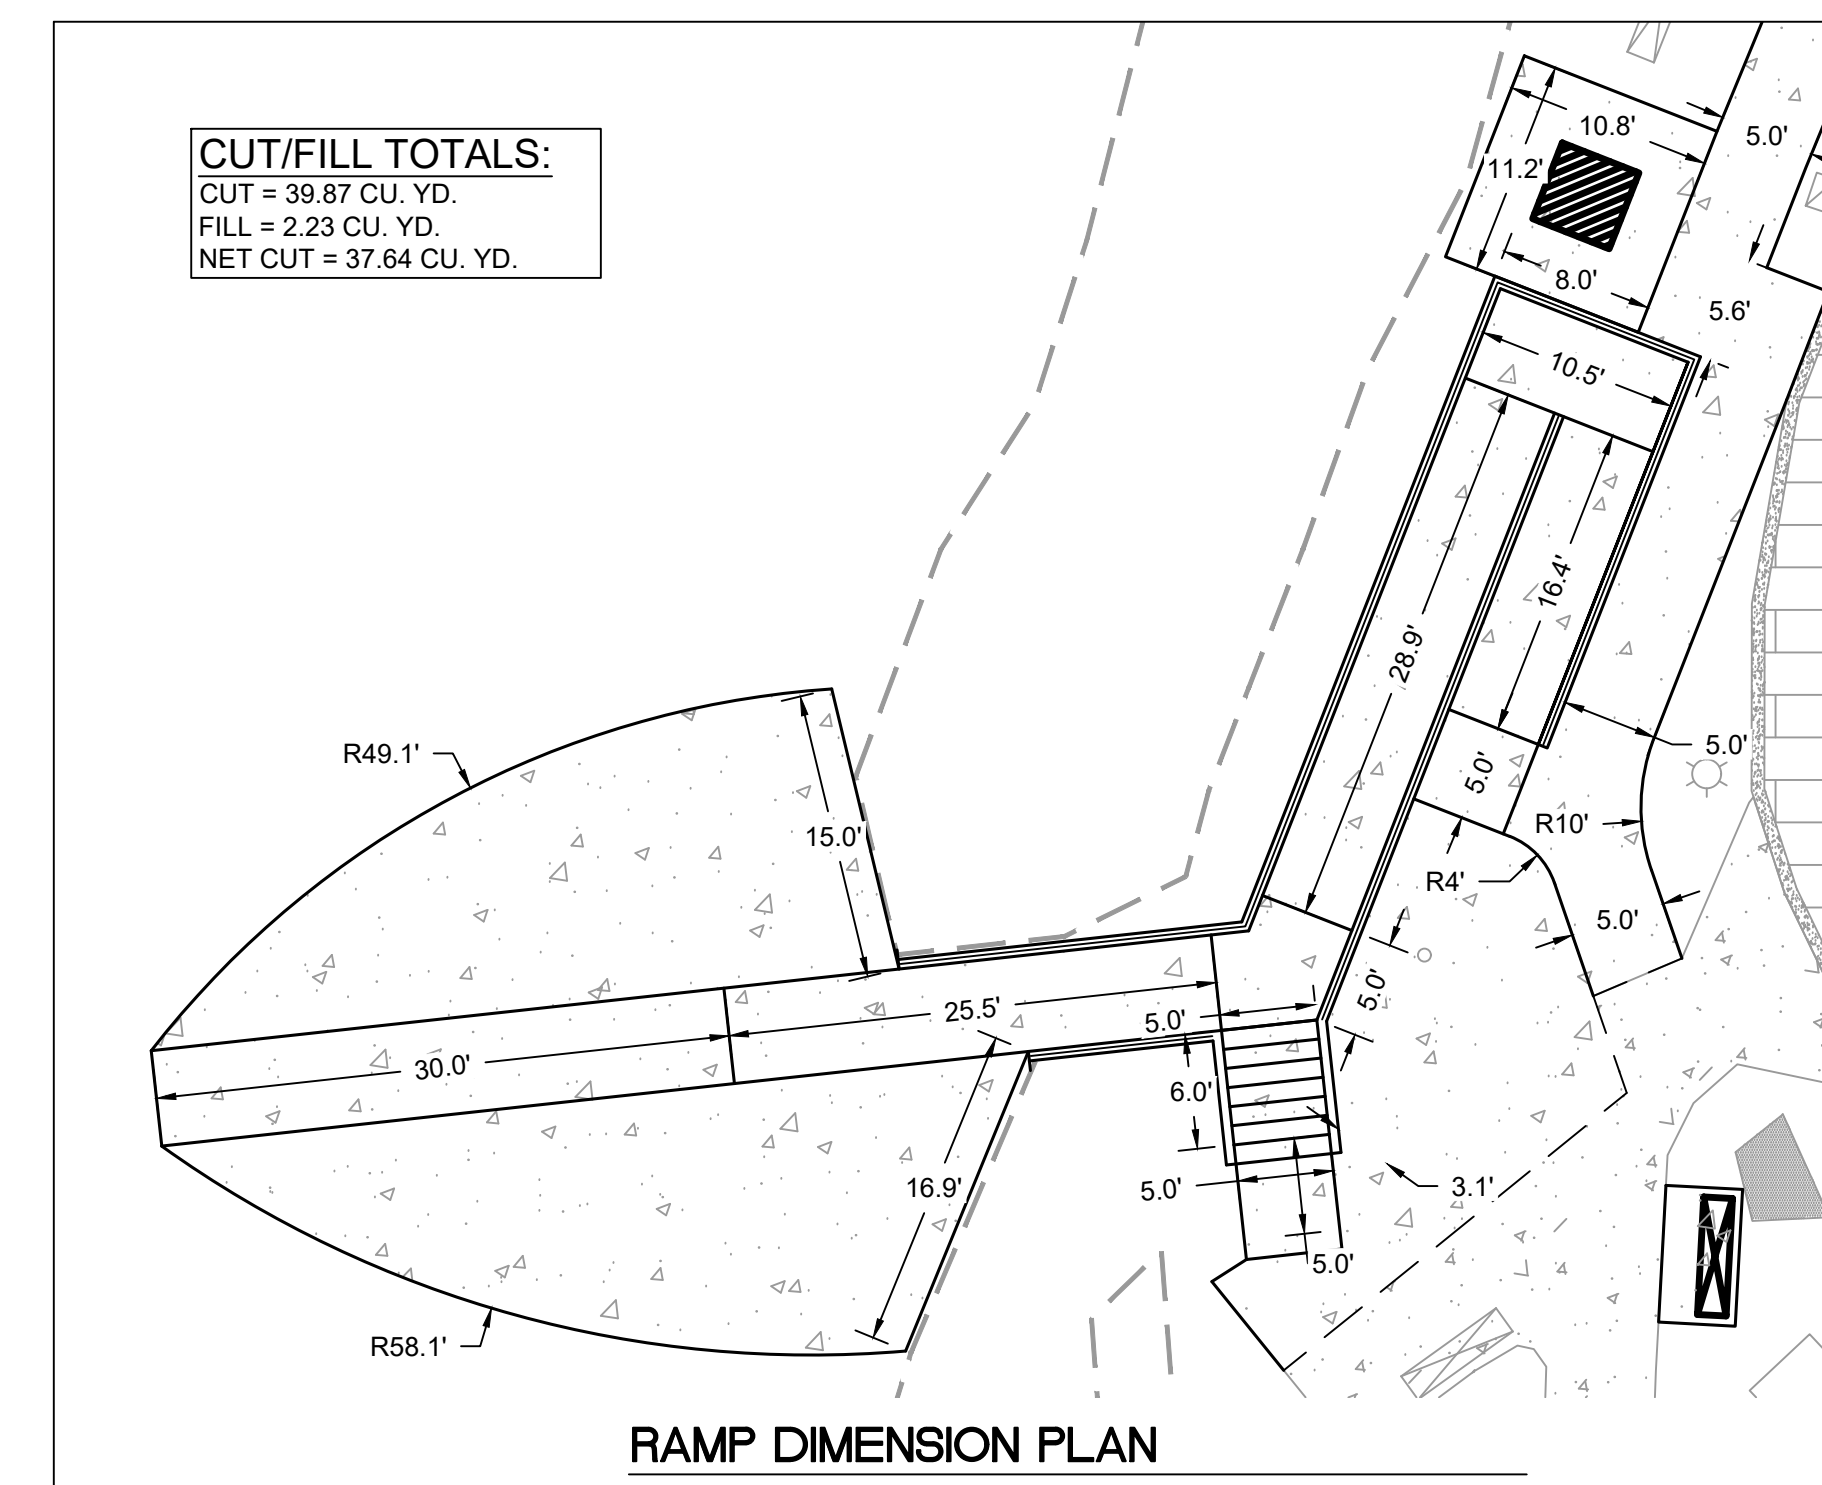 CUT/FILL TOTALS:
CUT = 39.87 CU. YD.
FILL = 2.23 CU. YD.
NET CUT = 37.64 CU. YD.
10.8'
5.0'
11.2'
8.0'
5.6'
10.5'
16.4'
28.9'
R49.1'
5.0'
5.0'
15.0'
R10'
R4'
5.0'
5.0'
25.5'
5.0'
30.0'
6.0'
16.9'
5.0'
3.1'
5.0'
R58.1'
RAMP DIMENSION PLAN